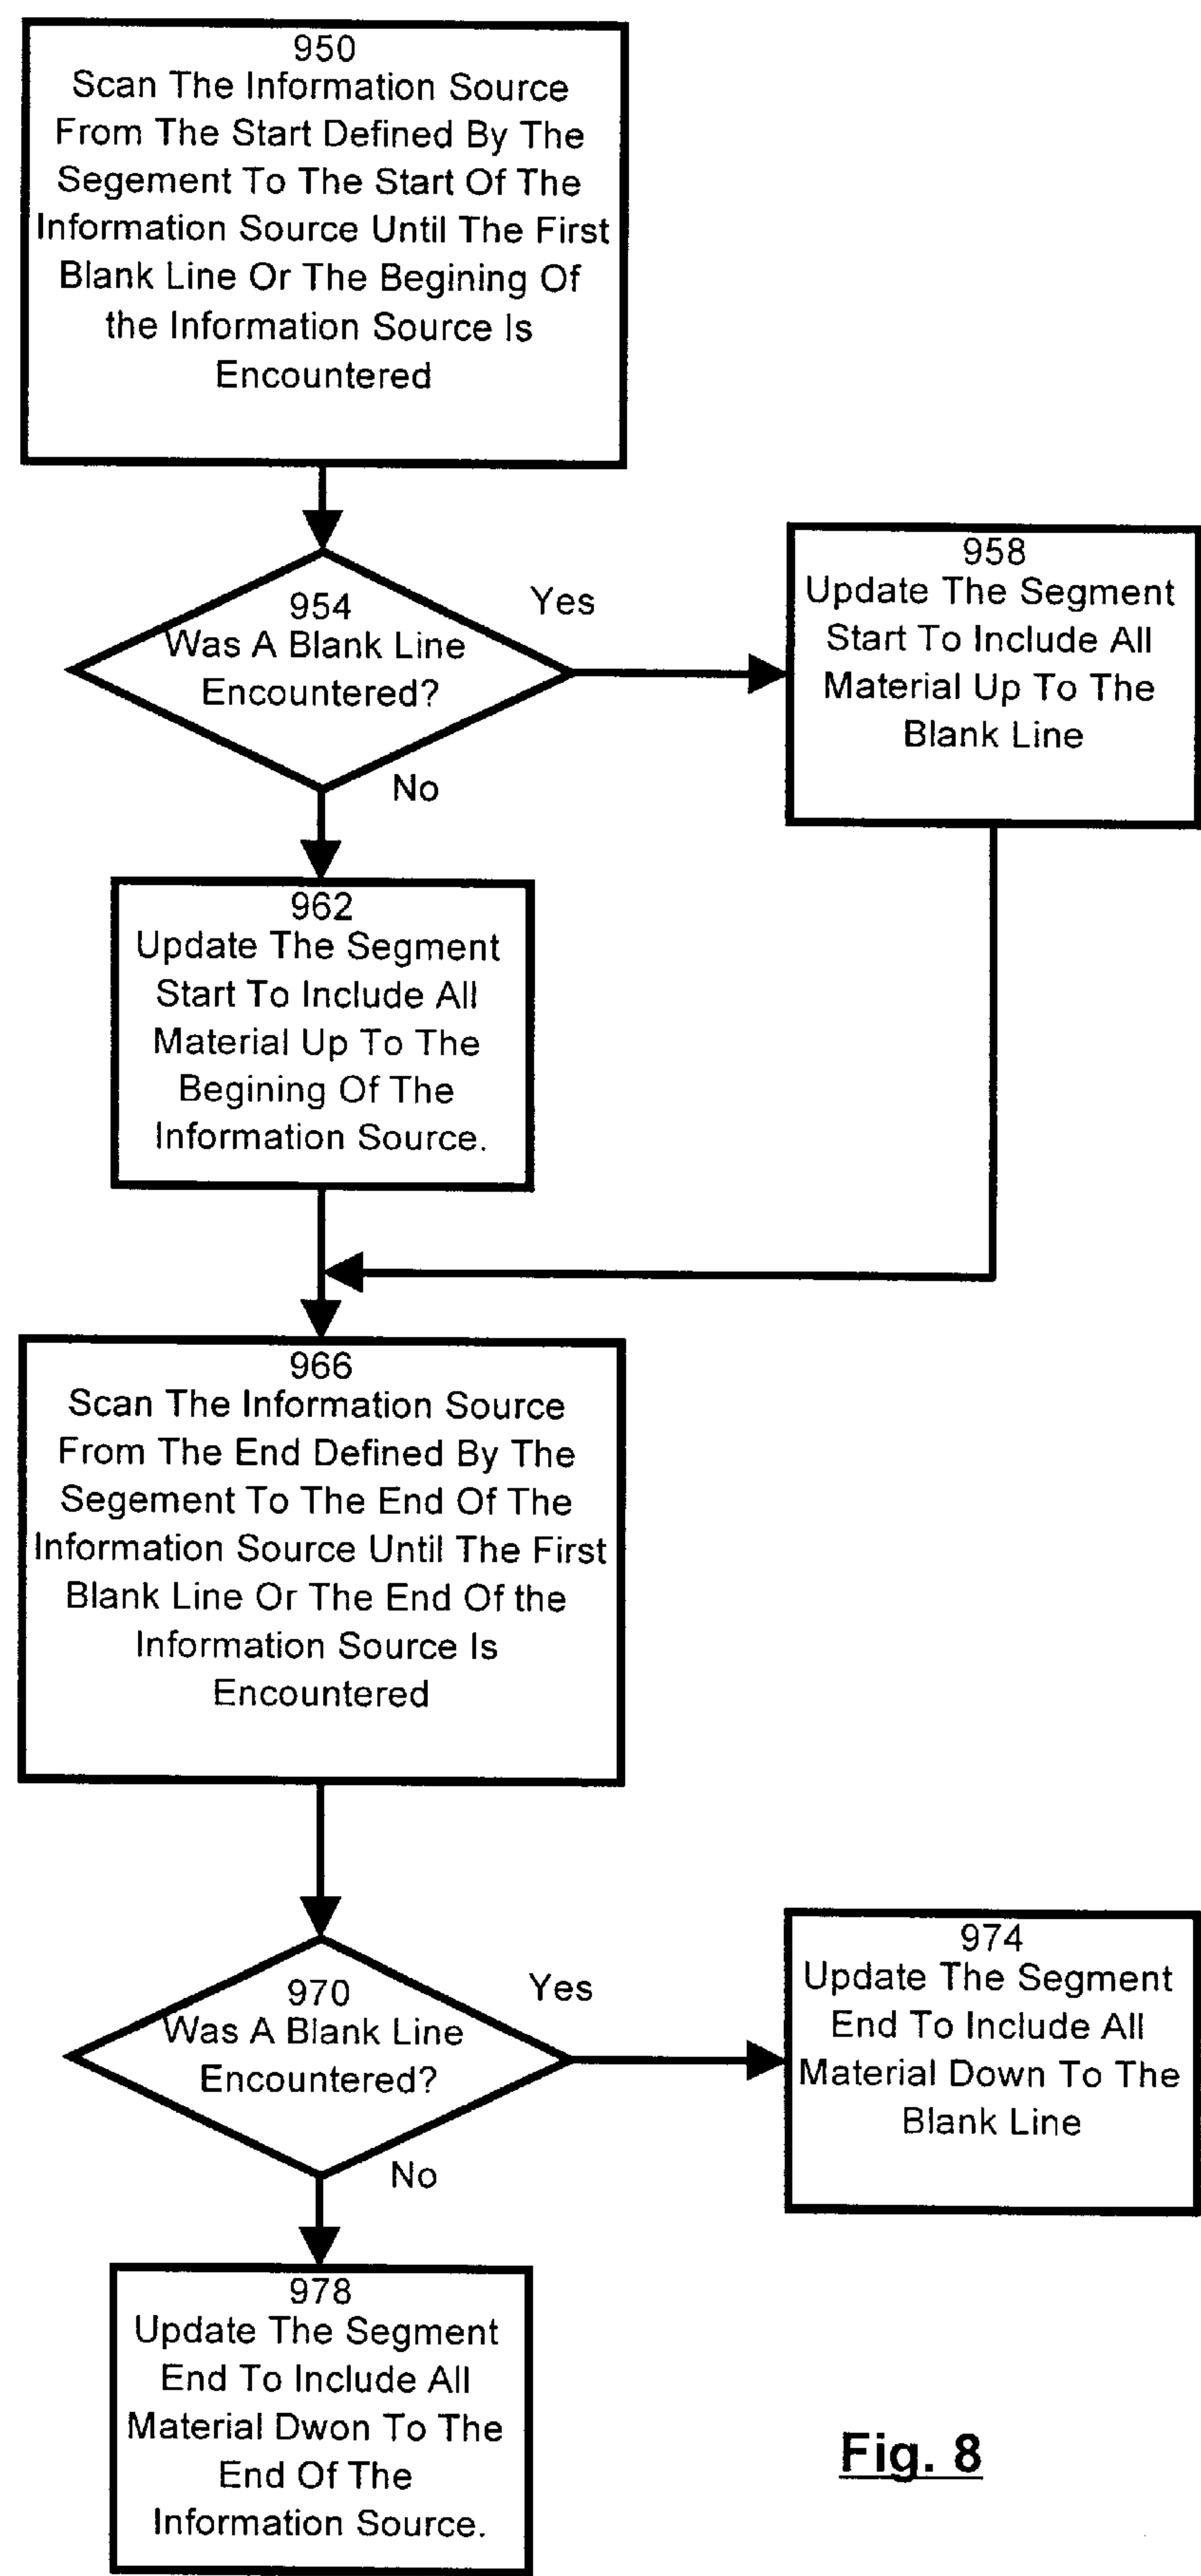 950
Scan The Information Source
From The Start Defined By The
Segement To The Start Of The
Information Source Until The First
Blank Line Or The Begining Of
the Information Source Is
Encountered
954
Was A Blank Line
Encountered?
Yes
No
958
Update The Segment
Start To Include All
Material Up To The
Blank Line
962
Update The Segment
Start To Include All
Material Up To The
Begining Of The
Information Source.
966
Scan The Information Source
From The End Defined By The
Segement To The End Of The
Information Source Until The First
Blank Line Or The End Of the
Information Source Is
Encountered
970
Was A Blank Line
Encountered?
Yes
No
974
Update The Segment
End To Include All
Material Down To The
Blank Line
978
Update The Segment
End To Include All
Material Dwon To The
End Of The
Information Source.
Fig. 8